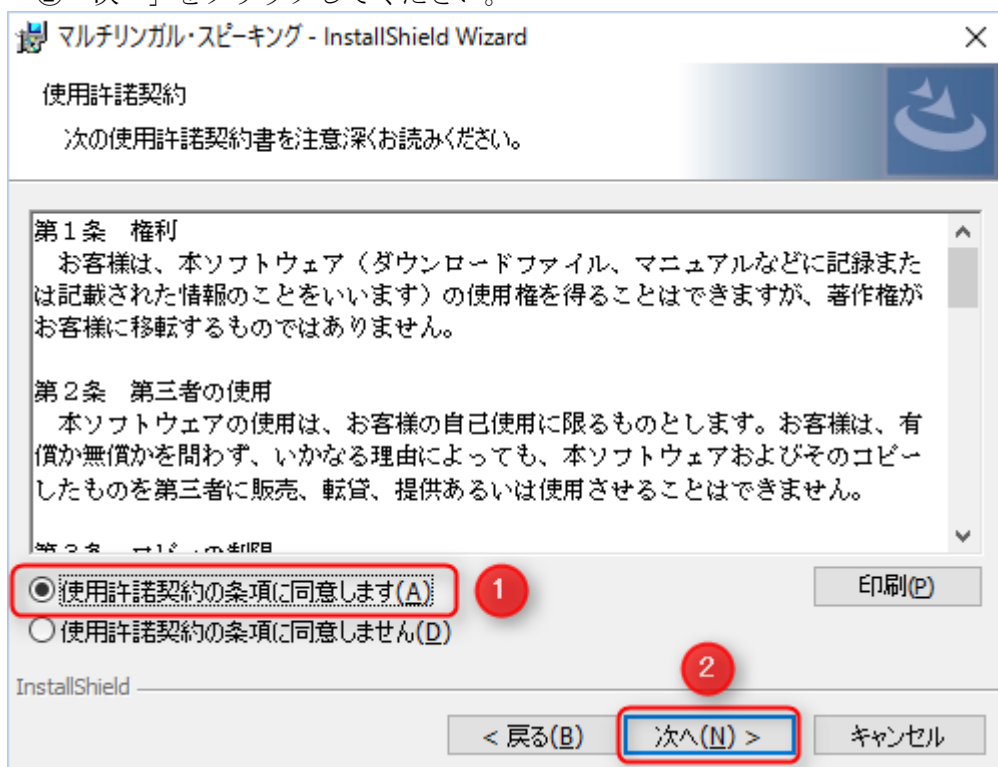 マルチリンガル・スピーキング - InstallShield Wizard
使用許諾契約
次の使用許諾契約書を注意深くお読みください。
第1条 権利
お客様は、本ソフトウェア（ダウンロードファイル、マニュアルなどに記録また
は記載された情報のことをいいます）の使用権を得ることはできますが、著作権が
お客様に移転するものではありません。
第2条 第三者の使用
本ソフトウェアの使用は、お客様の自己使用に限るものとします。お客様は、有
償か無償かを問わず、いかなる理由によっても、本ソフトウェアおよびそのコピー
したものを第三者に販売、転貸、提供あるいは使用させることはできません。
使用許諾契約の条項に同意します(A)
1
印刷(P)
使用許諾契約の条項に同意しません(D)
2
InstallShield
< 戻る(B)
次へ(N) >
キャンセル